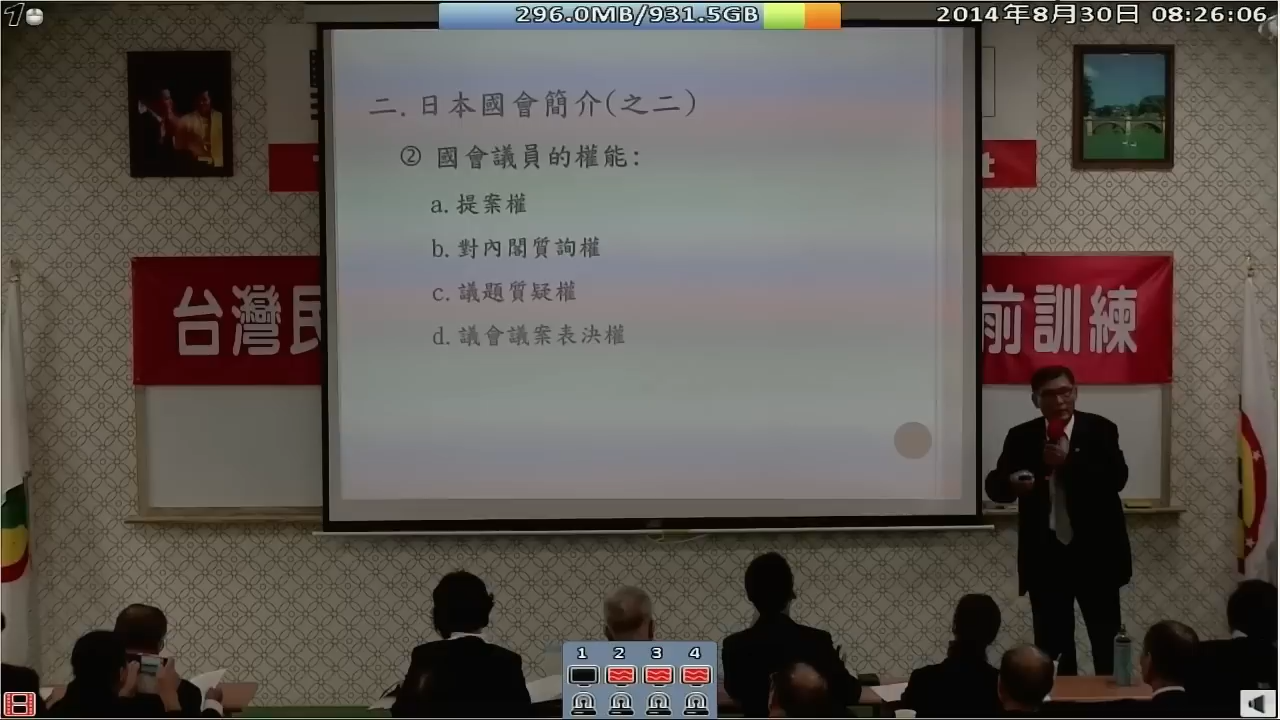 296.0MB/931.5GB
2014年8月30日 08:26:06
二. 日本國會簡介(之二)
② 國會議員的權能:
a. 提案權
b. 對內閣質詢權
c. 議題質疑權
d. 議會議案表決權
台灣民
前訓練
1 2 3 4